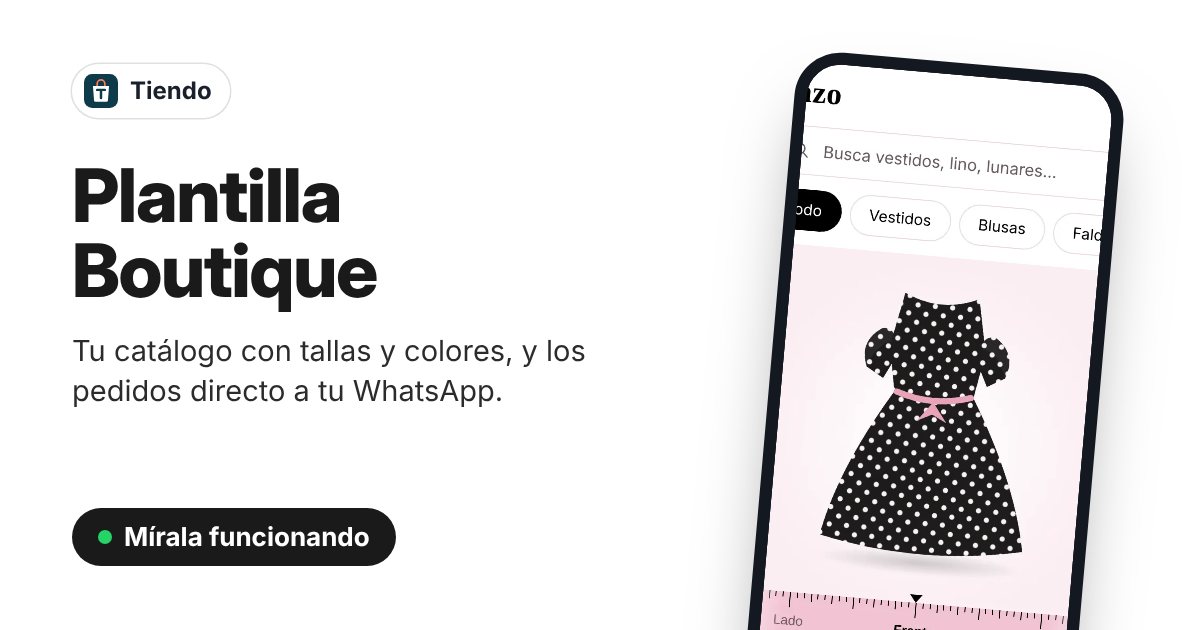 Tiendo
Plantilla
Boutique
Tu catálogo con tallas y colores, y los
pedidos directo a tu WhatsApp.
Mírala funcionando
Busca vestidos, lino, lunares...
Vestidos
Blusas
Lado